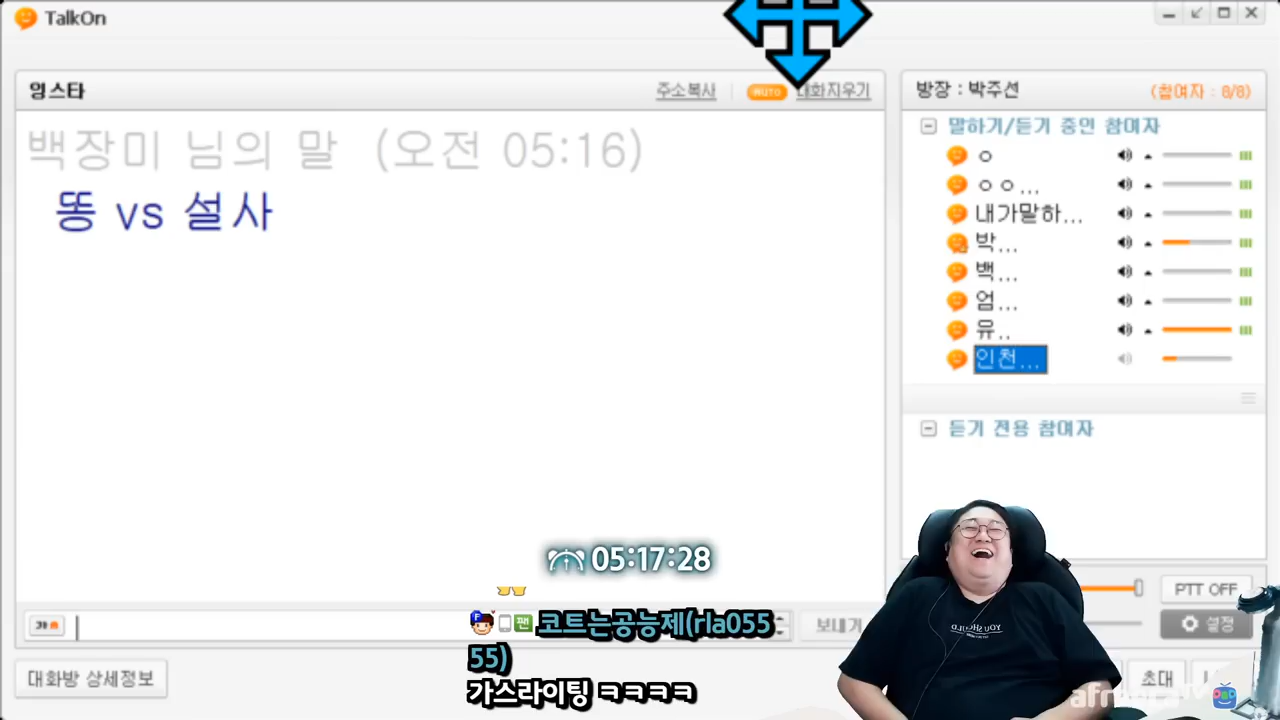 TalkOn
잉스타
주소복사
AUTO
대화지우기
방장 : 박주션
(참여자 : 8/8)
백장미 님의 말 (오전 05:16)
똥 vs 설사
말하기/듣기 중인 참여자
ㅇ
ㅇㅇ...
내가말하...
박...
백...
엄...
유..
인천...
듣기 전용 참여자
05:17:28
PTT OFF
가
보내기
설정
코트는공능제(rla055
55)
가스라이팅 ㅋㅋㅋㅋ
대화방 상세정보
초대
YOU SHOULD
afreecaTV